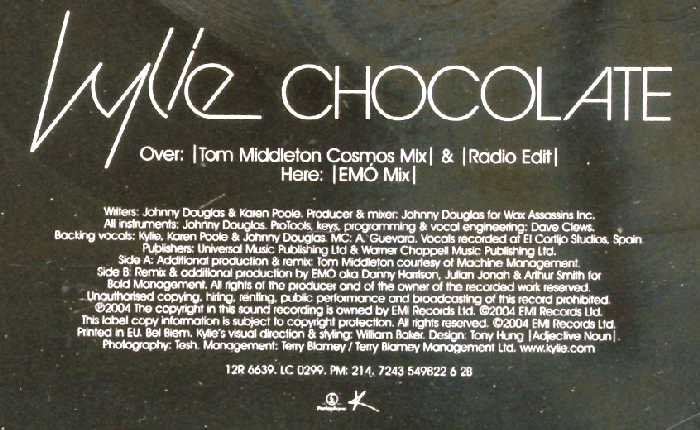 Kylie CHOCOLATE
Over: |Tom Middleton Cosmos Mix| & |Radio Edit|
Here: |EMÓ Mix|
Writers: Johnny Douglas & Karen Poole. Producer & mixer: Johnny Douglas for Wax Assassins Inc.
All instruments: Johnny Douglas. ProTools, keys, programming & vocal engineering: Dave Clews.
Backing vocals: Kylie, Karen Poole & Johnny Douglas. MC: A. Guevara. Vocals recorded at El Cortijo Studios, Spain.
Publishers: Universal Music Publishing Ltd & Warner Chappell Music Publishing Ltd.
Side A: Additional production & remix: Tom Middleton courtesy of Machine Management.
Side B: Remix & additional production by EMÓ aka Danny Harrison, Julian Jonah & Arthur Smith for
Bald Management. All rights of the producer and of the owner of the recorded work reserved.
Unauthorised copying, hiring, renting, public performance and broadcasting of this record prohibited.
℗2004 The copyright in this sound recording is owned by EMI Records Ltd. ©2004 EMI Records Ltd.
This label copy information is subject to copyright protection. All rights reserved. ©2004 EMI Records Ltd.
Printed in EU. Bel Biem. Kylie's visual direction & styling: William Baker. Design: Tony Hung |Adjective Noun|.
Photography: Tesh. Management: Terry Blamey / Terry Blamey Management Ltd. www.kylie.com
12R 6639. LC 0299. PM: 214. 7243 549822 6 2B
Parlophone K